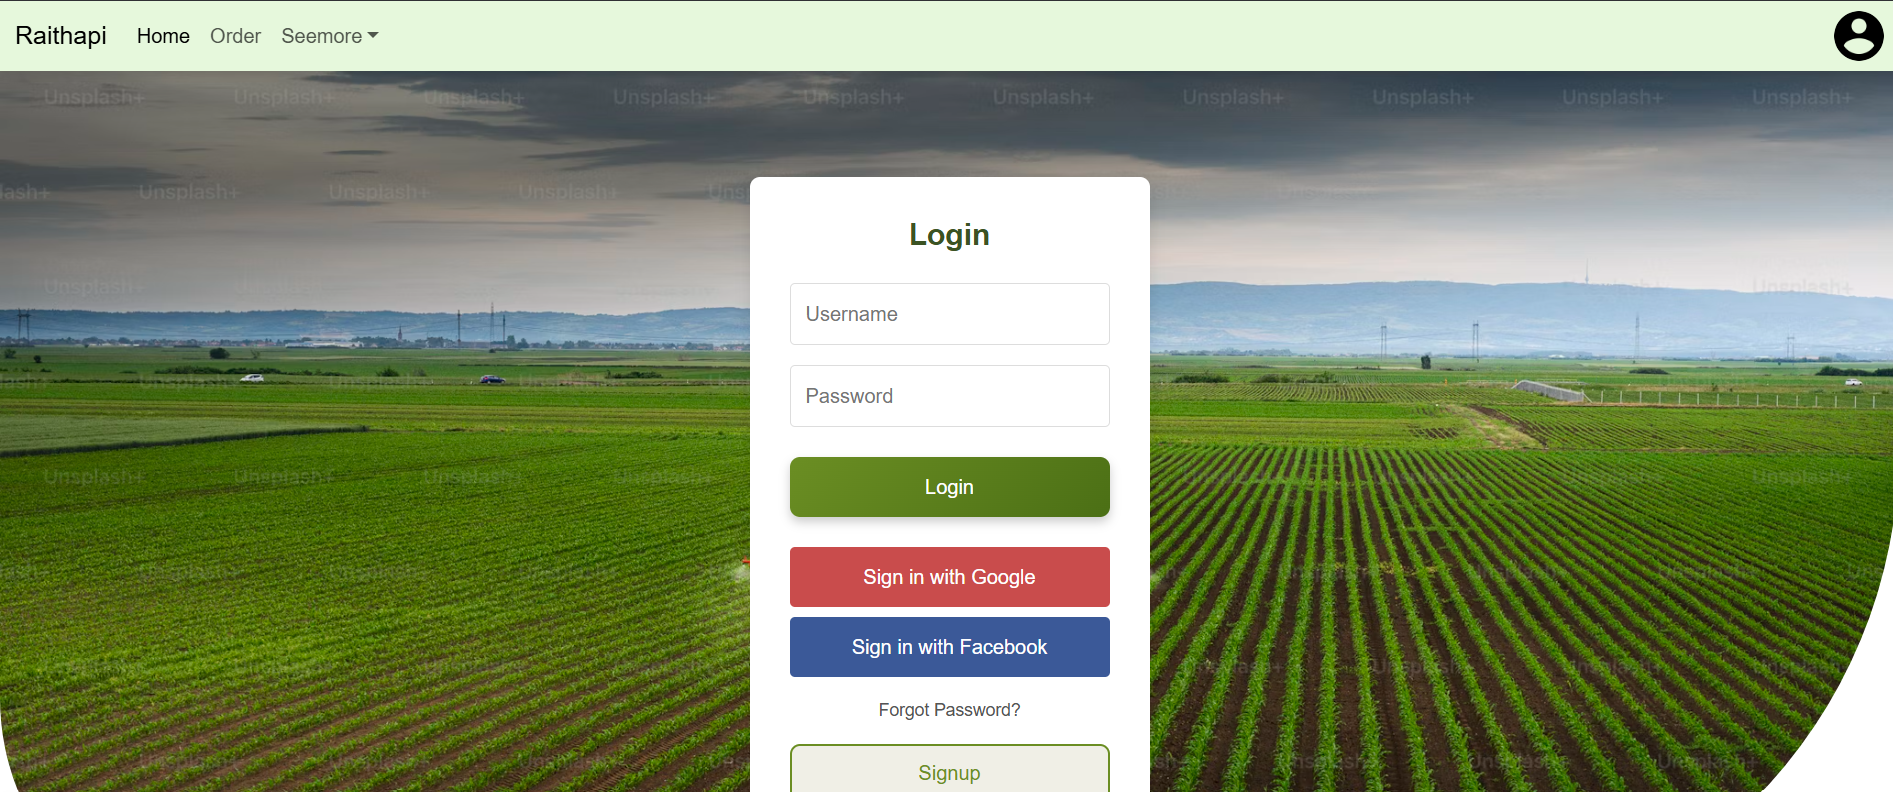 Raithapi Home Order Seemore
Unsplash+ Unsplash+ Unsplash+ Unsplash+ Unsplash+ Unsplash+ Unsplash+ Unsplash+ Unsplash+ Unsplash+
Login
Username
Password
Login
Sign in with Google
Sign in with Facebook
Forgot Password?
Signup